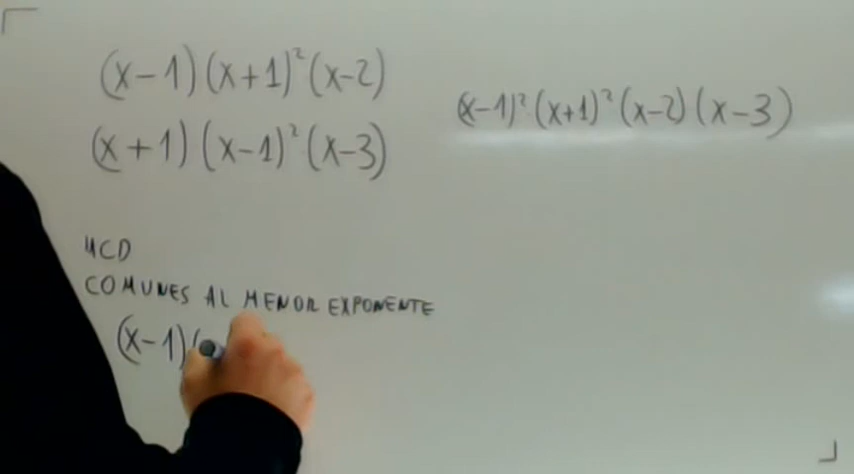 (x-1)(x+1)²(x-2)
(x+1)(x-1)²(x-3)
(x-1)²(x+1)²(x-2)(x-3)
MCD
COMUNES AL MENOR EXPONENTE
(x-1)(